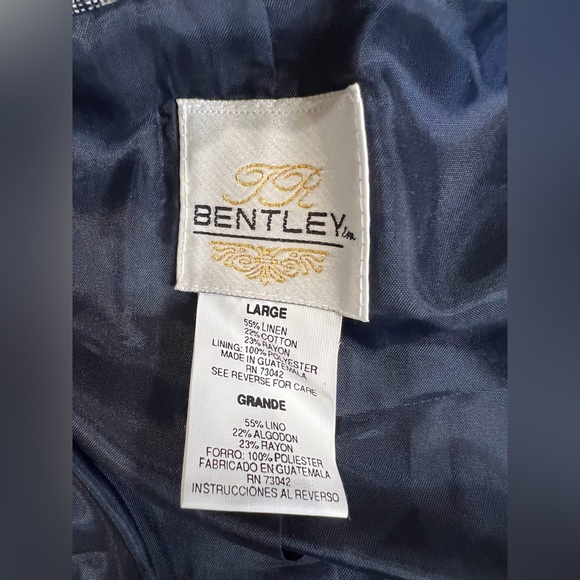 JR
BENTLEY
LARGE
55% LINEN
22% COTTON
23% RAYON
LINING: 100% POLYESTER
MADE IN GUATEMALA
RN 73042
SEE REVERSE FOR CARE
GRANDE
55% LINO
22% ALGODON
23% RAYON
FORRO: 100% POLIESTER
FABRICADO EN GUATEMALA
RN 73042
INSTRUCCIONES AL REVERSO